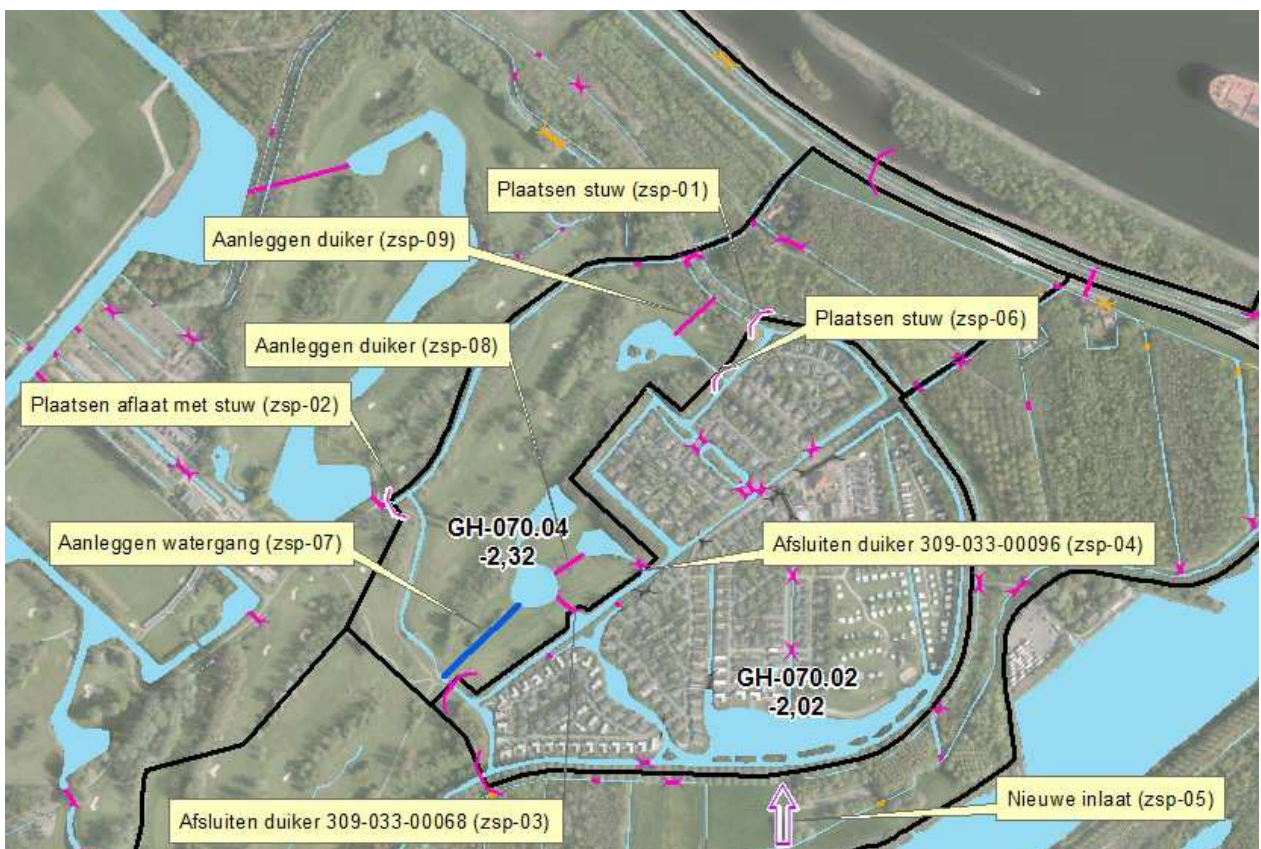 Plaatsen stuw (zsp-01)
Aanleggen duiker (zsp-09)
Plaatsen stuw (zsp-06)
Aanleggen duiker (zsp-08)
Plaatsen aflaat met stuw (zsp-02)
GH-070.04
-2,32
Aanleggen watergang (zsp-07)
Afsluiten duiker 309-033-00096 (zsp-04)
GH-070.02
-2,02
Nieuwe inlaat (zsp-05)
Afsluiten duiker 309-033-00068 (zsp-03)